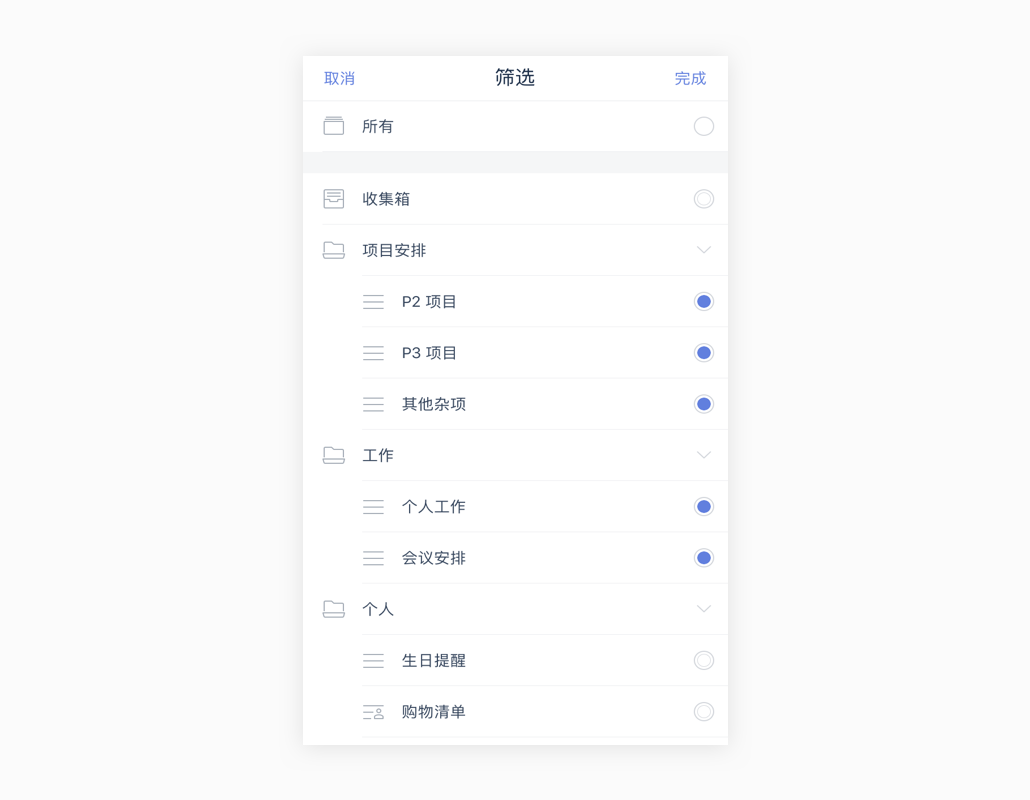 取消 筛选 完成
所有
收集箱
项目安排
P2 项目
P3 项目
其他杂项
工作
个人工作
会议安排
个人
生日提醒
购物清单